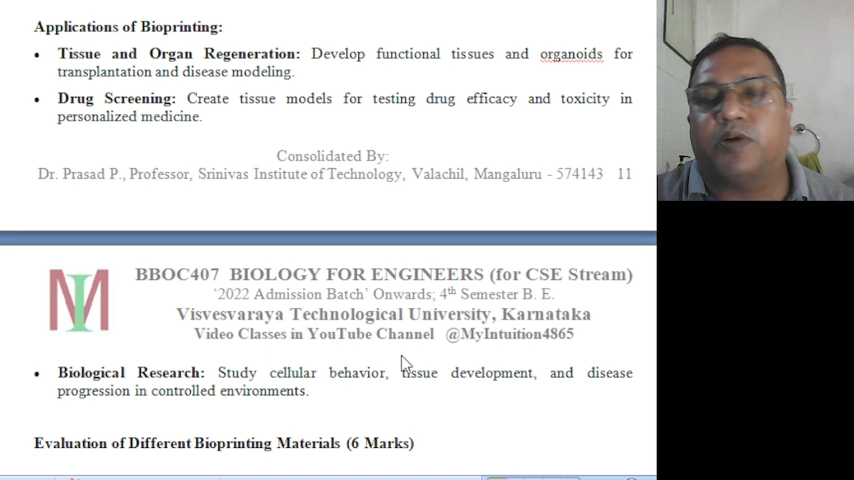 Applications of Bioprinting:
• Tissue and Organ Regeneration: Develop functional tissues and organoids for
transplantation and disease modeling.
• Drug Screening: Create tissue models for testing drug efficacy and toxicity in
personalized medicine.
Consolidated By:
Dr. Prasad P., Professor, Srinivas Institute of Technology, Valachil, Mangaluru - 574143 11
MI
BBOC407 BIOLOGY FOR ENGINEERS (for CSE Stream)
'2022 Admission Batch' Onwards; 4th Semester B. E.
Visvesvaraya Technological University, Karnataka
Video Classes in YouTube Channel @MyIntuition4865
• Biological Research: Study cellular behavior, tissue development, and disease
progression in controlled environments.
Evaluation of Different Bioprinting Materials (6 Marks)